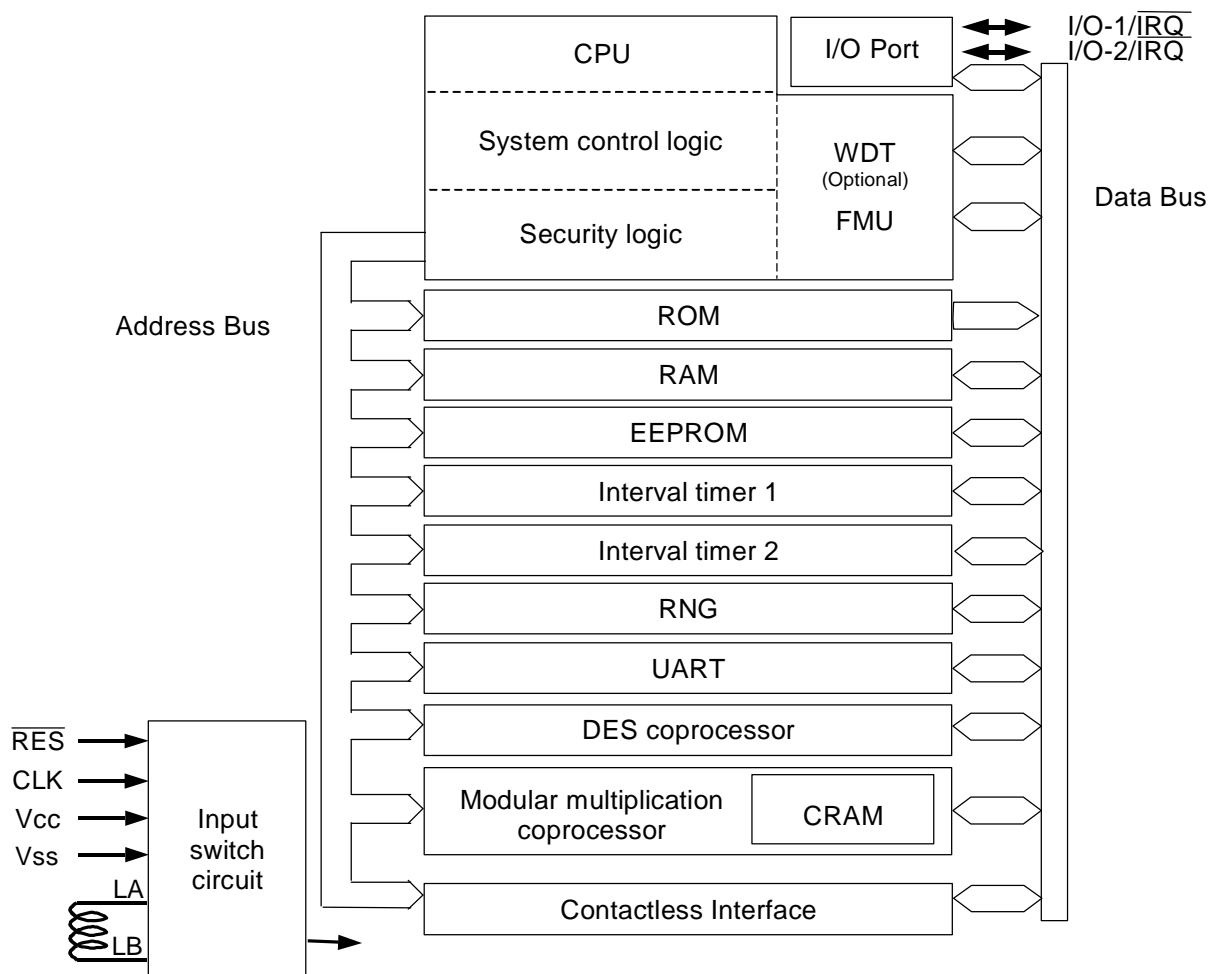 CPU
I/O Port
I/O-1/IRQ
I/O-2/IRQ
System control logic
WDT
(Optional)
FMU
Security logic
Data Bus
Address Bus
ROM
RAM
EEPROM
Interval timer 1
Interval timer 2
RNG
UART
DES coprocessor
Modular multiplication
coprocessor
CRAM
Contactless Interface
RES
CLK
Vcc
Vss
LA
LB
Input
switch
circuit